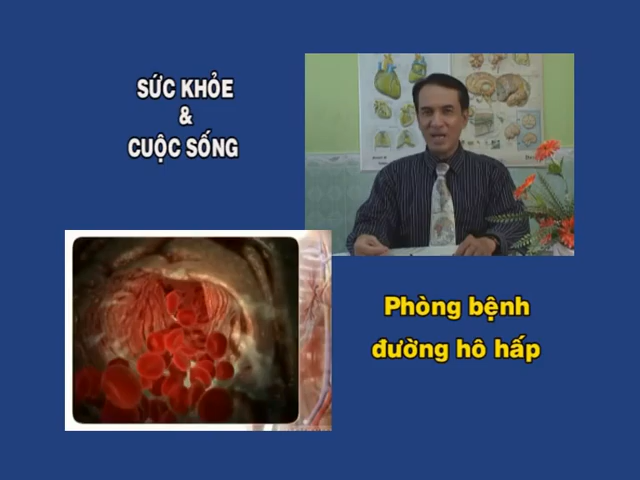 SỨC KHỎE
&
CUỘC SỐNG
Phòng bệnh
đường hô hấp